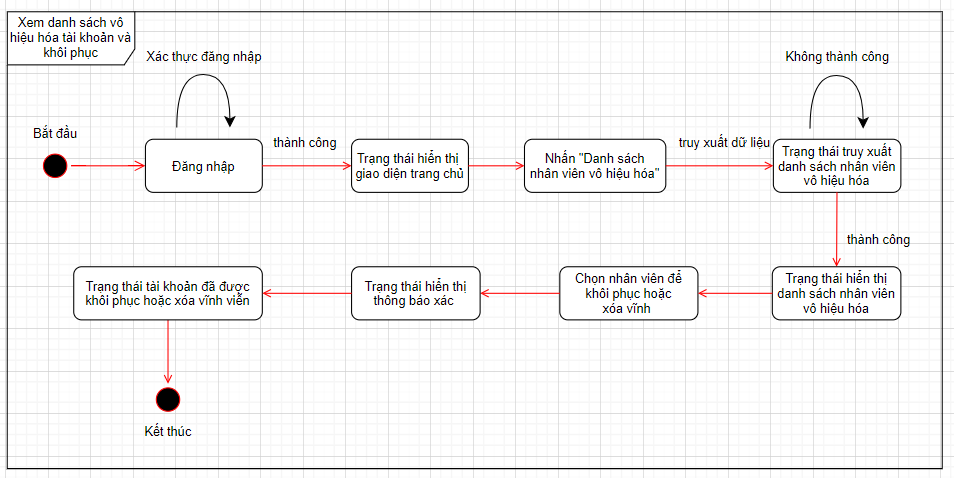 Xem danh sách vô
hiệu hóa tài khoản và
khôi phục
Xác thực đăng nhập
Không thành công
Bắt đầu
Đăng nhập
thành công
Trạng thái hiển thị
giao diện trang chủ
Nhấn "Danh sách
nhân viên vô hiệu hóa"
truy xuất dữ liệu
Trạng thái truy xuất
danh sách nhân viên
vô hiệu hóa
thành công
Trạng thái tài khoản đã được
khôi phục hoặc xóa vĩnh viễn
Trạng thái hiển thị
thông báo xác
Chọn nhân viên để
khôi phục hoặc
xóa vĩnh
Trạng thái hiển thị
danh sách nhân viên
vô hiệu hóa
Kết thúc